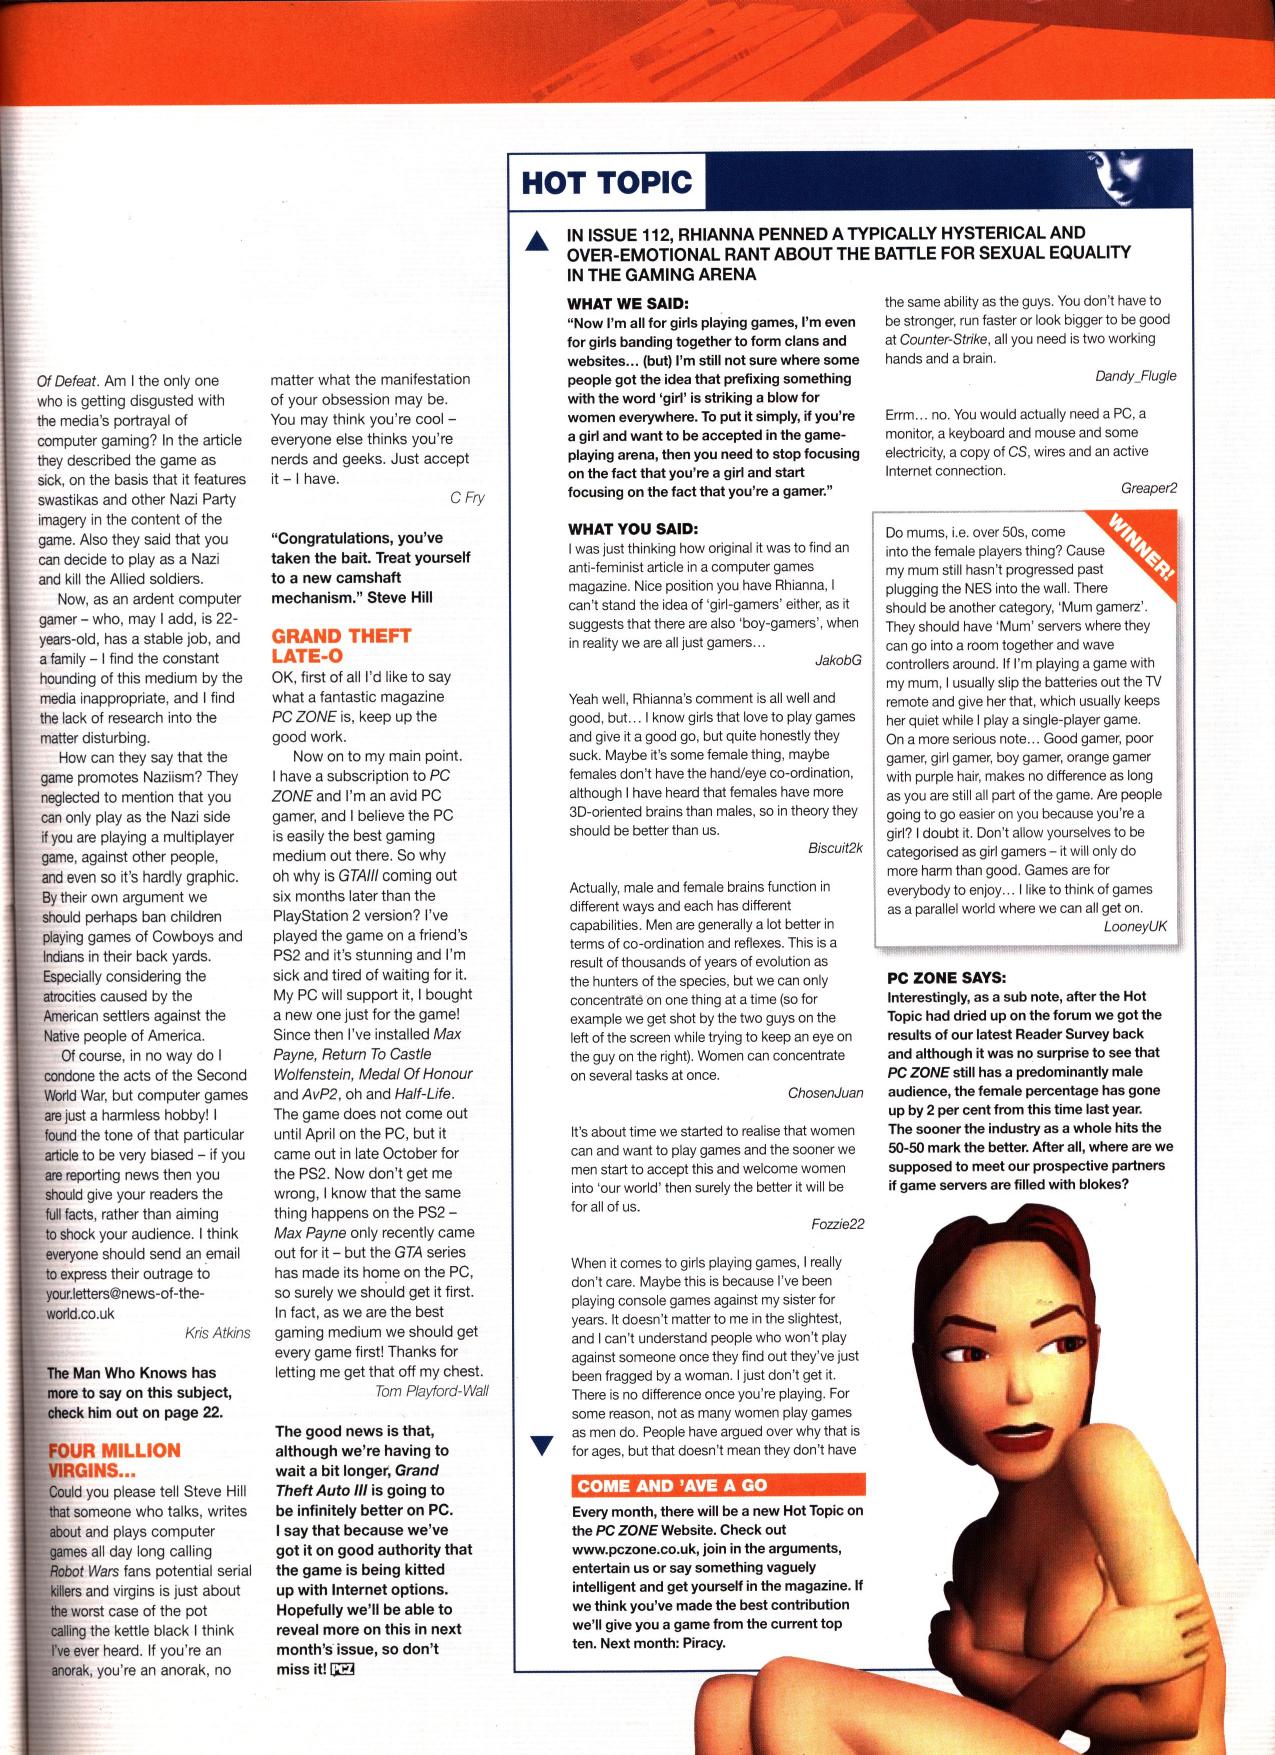 Of Defeat. Am I the only one
who is getting disgusted with
the media's portrayal of
computer gaming? In the article
they described the game as
sick, on the basis that it features
swastikas and other Nazi Party
imagery in the content of the
game. Also they said that you
can decide to play as a Nazi
and kill the Allied soldiers.
Now, as an ardent computer
gamer – who, may I add, is 22-
years-old, has a stable job, and
a family – I find the constant
hounding of this medium by the
media inappropriate, and I find
the lack of research into the
matter disturbing.
How can they say that the
game promotes Naziism? They
neglected to mention that you
can only play as the Nazi side
if you are playing a multiplayer
game, against other people,
and even so it's hardly graphic.
By their own argument we
should perhaps ban children
playing games of Cowboys and
Indians in their back yards.
Especially considering the
atrocities caused by the
American settlers against the
Native people of America.
Of course, in no way do I
condone the acts of the Second
World War, but computer games
are just a harmless hobby! I
found the tone of that particular
article to be very biased – if you
are reporting news then you
should give your readers the
full facts, rather than aiming
to shock your audience. I think
everyone should send an email
to express their outrage to
your.letters@news-of-the-
world.co.uk
Kris Atkins
The Man Who Knows has
more to say on this subject,
check him out on page 22.
FOUR MILLION
VIRGINS...
Could you please tell Steve Hill
that someone who talks, writes
about and plays computer
games all day long calling
Robot Wars fans potential serial
killers and virgins is just about
the worst case of the pot
calling the kettle black I think
I've ever heard. If you're an
anorak, you're an anorak, no
matter what the manifestation
of your obsession may be.
You may think you're cool –
everyone else thinks you're
nerds and geeks. Just accept
it – I have.
C Fry
"Congratulations, you've
taken the bait. Treat yourself
to a new camshaft
mechanism." Steve Hill
GRAND THEFT
LATE-O
OK, first of all I'd like to say
what a fantastic magazine
PC ZONE is, keep up the
good work.
Now on to my main point.
I have a subscription to PC
ZONE and I'm an avid PC
gamer, and I believe the PC
is easily the best gaming
medium out there. So why
oh why is GTAIII coming out
six months later than the
PlayStation 2 version? I've
played the game on a friend's
PS2 and it's stunning and I'm
sick and tired of waiting for it.
My PC will support it, I bought
a new one just for the game!
Since then I've installed Max
Payne, Return To Castle
Wolfenstein, Medal Of Honour
and AvP2, oh and Half-Life.
The game does not come out
until April on the PC, but it
came out in late October for
the PS2. Now don't get me
wrong, I know that the same
thing happens on the PS2 –
Max Payne only recently came
out for it – but the GTA series
has made its home on the PC,
so surely we should get it first.
In fact, as we are the best
gaming medium we should get
every game first! Thanks for
letting me get that off my chest.
Tom Playford-Wall
The good news is that,
although we're having to
wait a bit longer, Grand
Theft Auto III is going to
be infinitely better on PC.
I say that because we've
got it on good authority that
the game is being kitted
up with Internet options.
Hopefully we'll be able to
reveal more on this in next
month's issue, so don't
miss it! PCZ
HOT TOPIC
IN ISSUE 112, RHIANNA PENNED A TYPICALLY HYSTERICAL AND
OVER-EMOTIONAL RANT ABOUT THE BATTLE FOR SEXUAL EQUALITY
IN THE GAMING ARENA
WHAT WE SAID:
"Now I'm all for girls playing games, I'm even
for girls banding together to form clans and
websites... (but) I'm still not sure where some
people got the idea that prefixing something
with the word 'girl' is striking a blow for
women everywhere. To put it simply, if you're
a girl and want to be accepted in the game-
playing arena, then you need to stop focusing
on the fact that you're a girl and start
focusing on the fact that you're a gamer."
WHAT YOU SAID:
I was just thinking how original it was to find an
anti-feminist article in a computer games
magazine. Nice position you have Rhianna, I
can't stand the idea of 'girl-gamers' either, as it
suggests that there are also 'boy-gamers', when
in reality we are all just gamers...
JakobG
Yeah well, Rhianna's comment is all well and
good, but... I know girls that love to play games
and give it a good go, but quite honestly they
suck. Maybe it's some female thing, maybe
females don't have the hand/eye co-ordination,
although I have heard that females have more
3D-oriented brains than males, so in theory they
should be better than us.
Biscuit2k
Actually, male and female brains function in
different ways and each has different
capabilities. Men are generally a lot better in
terms of co-ordination and reflexes. This is a
result of thousands of years of evolution as
the hunters of the species, but we can only
concentrate on one thing at a time (so for
example we get shot by the two guys on the
left of the screen while trying to keep an eye on
the guy on the right). Women can concentrate
on several tasks at once.
ChosenJuan
It's about time we started to realise that women
can and want to play games and the sooner we
men start to accept this and welcome women
into 'our world' then surely the better it will be
for all of us.
Fozzie22
When it comes to girls playing games, I really
don't care. Maybe this is because I've been
playing console games against my sister for
years. It doesn't matter to me in the slightest,
and I can't understand people who won't play
against someone once they find out they've just
been fragged by a woman. I just don't get it.
There is no difference once you're playing. For
some reason, not as many women play games
as men do. People have argued over why that is
for ages, but that doesn't mean they don't have
COME AND 'AVE A GO
Every month, there will be a new Hot Topic on
the PC ZONE Website. Check out
www.pczone.co.uk, join in the arguments,
entertain us or say something vaguely
intelligent and get yourself in the magazine. If
we think you've made the best contribution
we'll give you a game from the current top
ten. Next month: Piracy.
the same ability as the guys. You don't have to
be stronger, run faster or look bigger to be good
at Counter-Strike, all you need is two working
hands and a brain.
Dandy_Flugle
Errm... no. You would actually need a PC, a
monitor, a keyboard and mouse and some
electricity, a copy of CS, wires and an active
Internet connection.
Greaper2
WINNER!
Do mums, i.e. over 50s, come
into the female players thing? Cause
my mum still hasn't progressed past
plugging the NES into the wall. There
should be another category, 'Mum gamerz'.
They should have 'Mum' servers where they
can go into a room together and wave
controllers around. If I'm playing a game with
my mum, I usually slip the batteries out the TV
remote and give her that, which usually keeps
her quiet while I play a single-player game.
On a more serious note... Good gamer, poor
gamer, girl gamer, boy gamer, orange gamer
with purple hair, makes no difference as long
as you are still all part of the game. Are people
going to go easier on you because you're a
girl? I doubt it. Don't allow yourselves to be
categorised as girl gamers – it will only do
more harm than good. Games are for
everybody to enjoy... I like to think of games
as a parallel world where we can all get on.
LooneyUK
PC ZONE SAYS:
Interestingly, as a sub note, after the Hot
Topic had dried up on the forum we got the
results of our latest Reader Survey back
and although it was no surprise to see that
PC ZONE still has a predominantly male
audience, the female percentage has gone
up by 2 per cent from this time last year.
The sooner the industry as a whole hits the
50-50 mark the better. After all, where are we
supposed to meet our prospective partners
if game servers are filled with blokes?